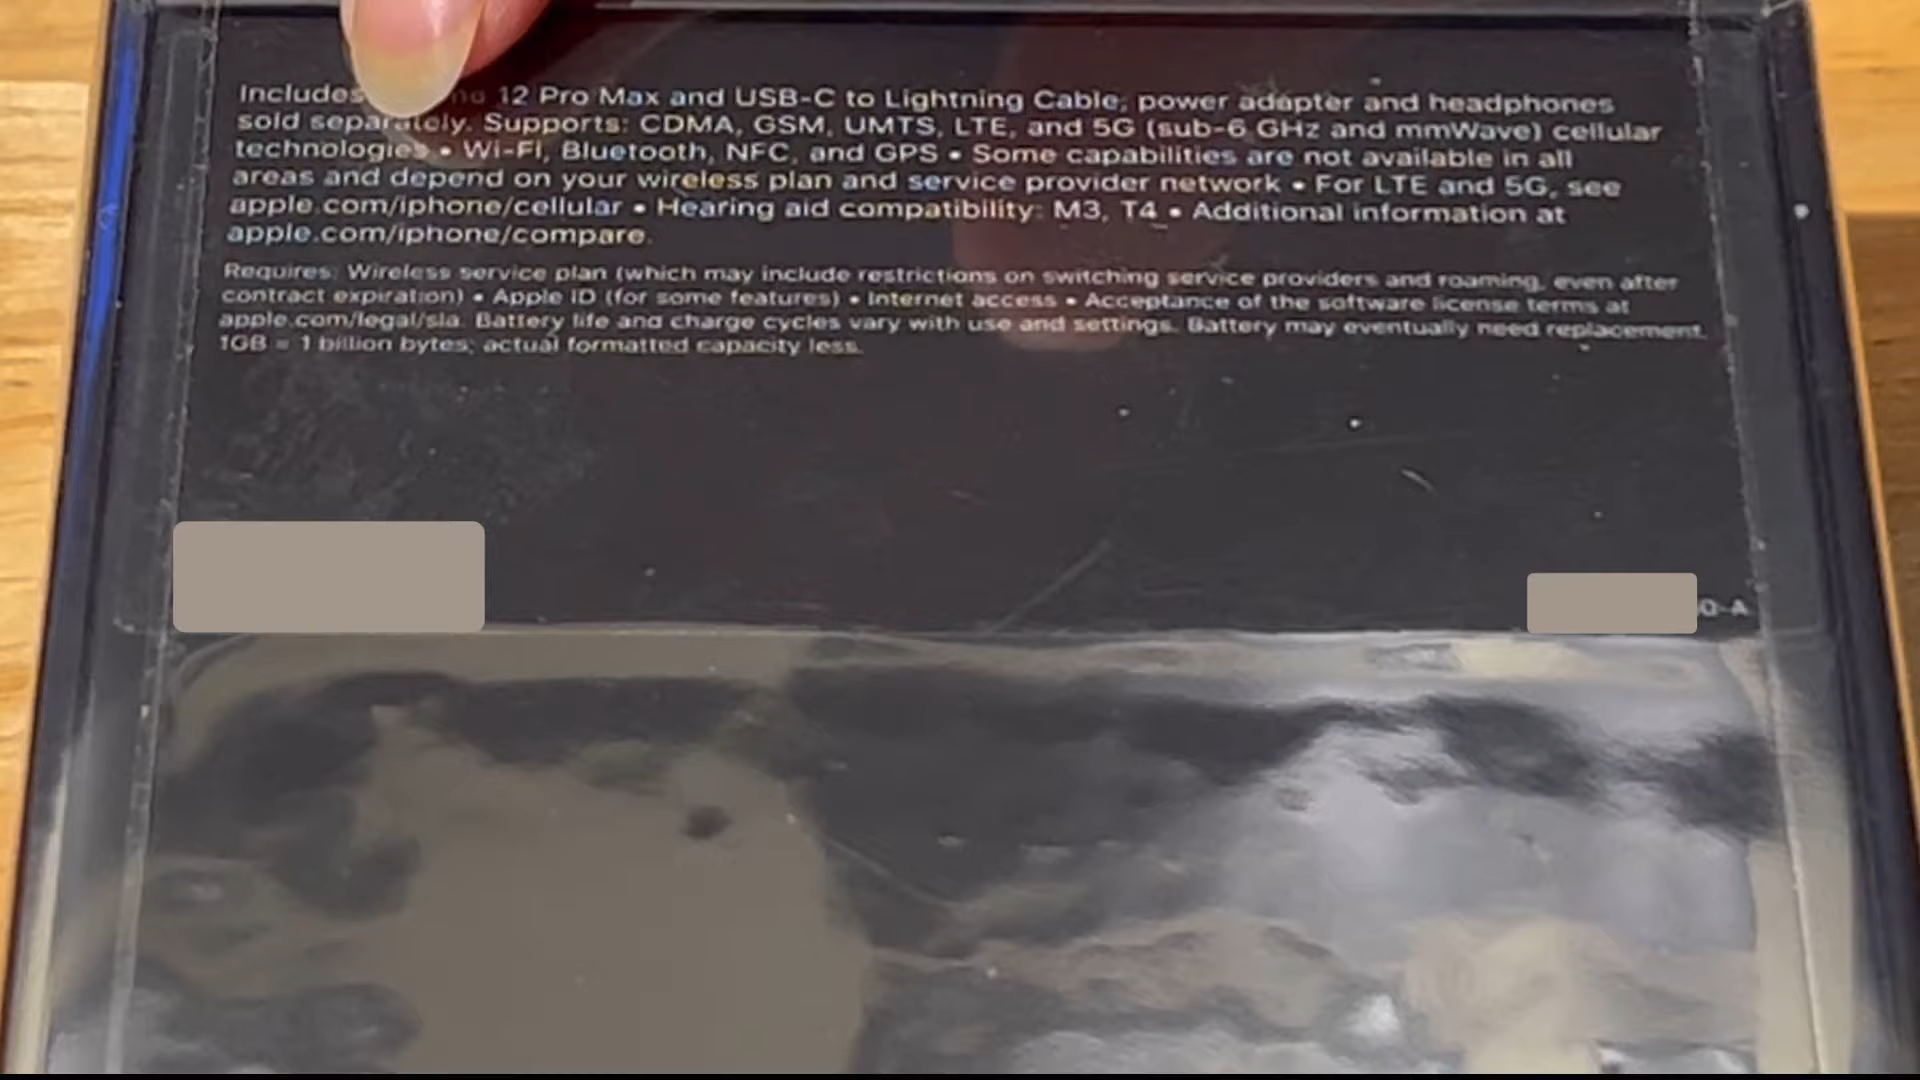 Includes 12 Pro Max and USB-C to Lightning Cable; power adapter and headphones
sold separately. Supports: CDMA, GSM, UMTS, LTE, and 5G (sub-6 GHz and mmWave) cellular
technologies • Wi-Fi, Bluetooth, NFC, and GPS • Some capabilities are not available in all
areas and depend on your wireless plan and service provider network • For LTE and 5G, see
apple.com/iphone/cellular • Hearing aid compatibility: M3, T4 • Additional information at
apple.com/iphone/compare.
Requires: Wireless service plan (which may include restrictions on switching service providers and roaming, even after
contract expiration) • Apple ID (for some features) • Internet access • Acceptance of the software license terms at
apple.com/legal/sla. Battery life and charge cycles vary with use and settings. Battery may eventually need replacement.
1GB = 1 billion bytes; actual formatted capacity less.